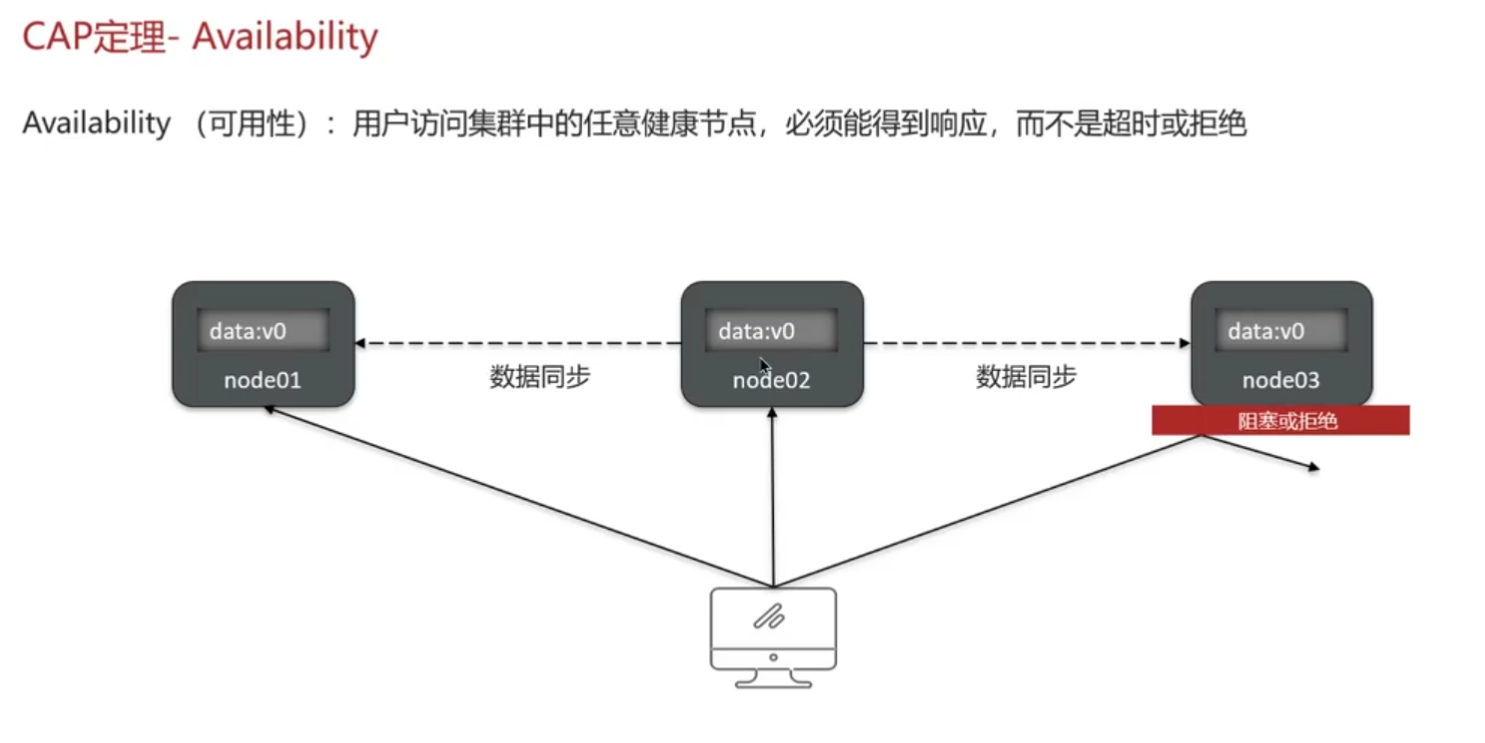 CAP定理- Availability
Availability （可用性）：用户访问集群中的任意健康节点，必须能得到响应，而不是超时或拒绝
data:v0
data:v0
data:v0
node01
数据同步
node02
数据同步
node03
阻塞或拒绝